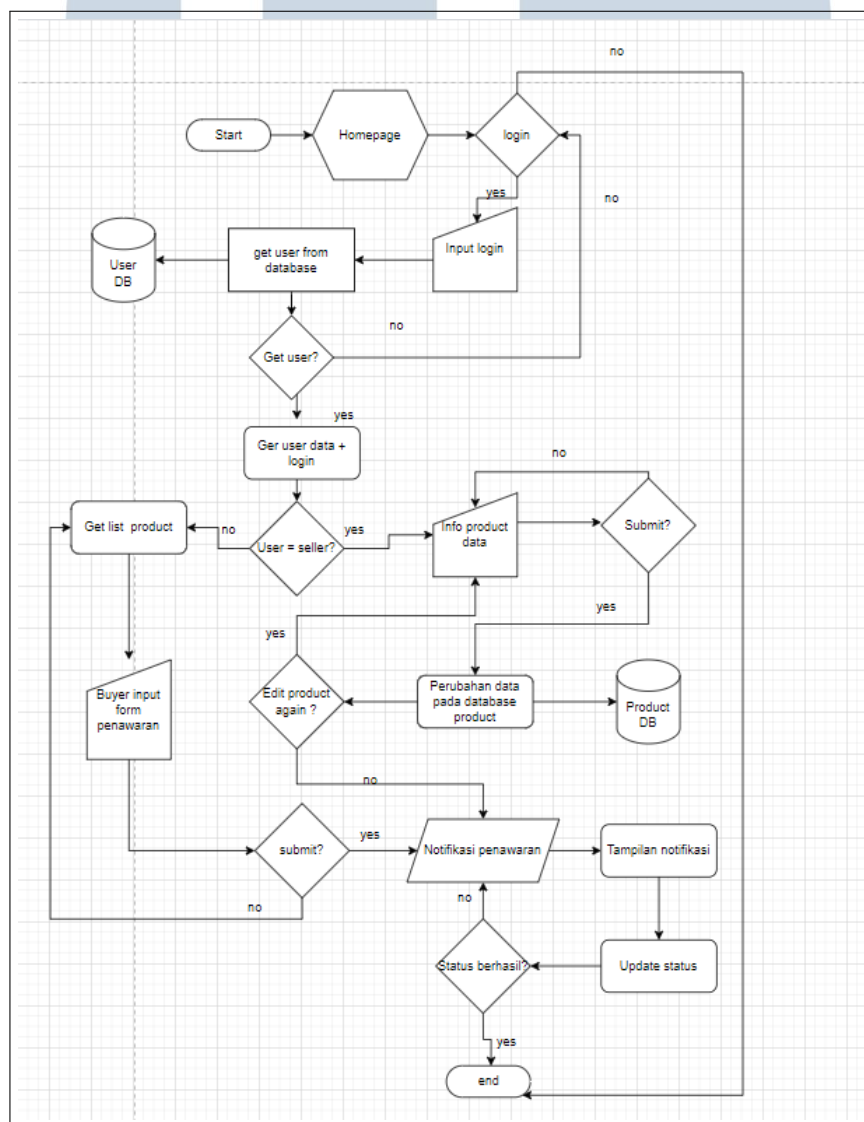 no
Start
Homepage
login
yes
no
Input login
get user from
database
User
DB
no
Get user?
yes
Ger user data +
login
no
Get list  product
no
User = seller?
yes
Info product
data
Submit?
yes
yes
Buyer input
form
penawaran
Edit product
again ?
Perubahan data
pada database
product
Product
DB
no
submit?
yes
Notifikasi penawaran
Tampilan notifikasi
no
no
Status berhasil?
Update status
yes
end